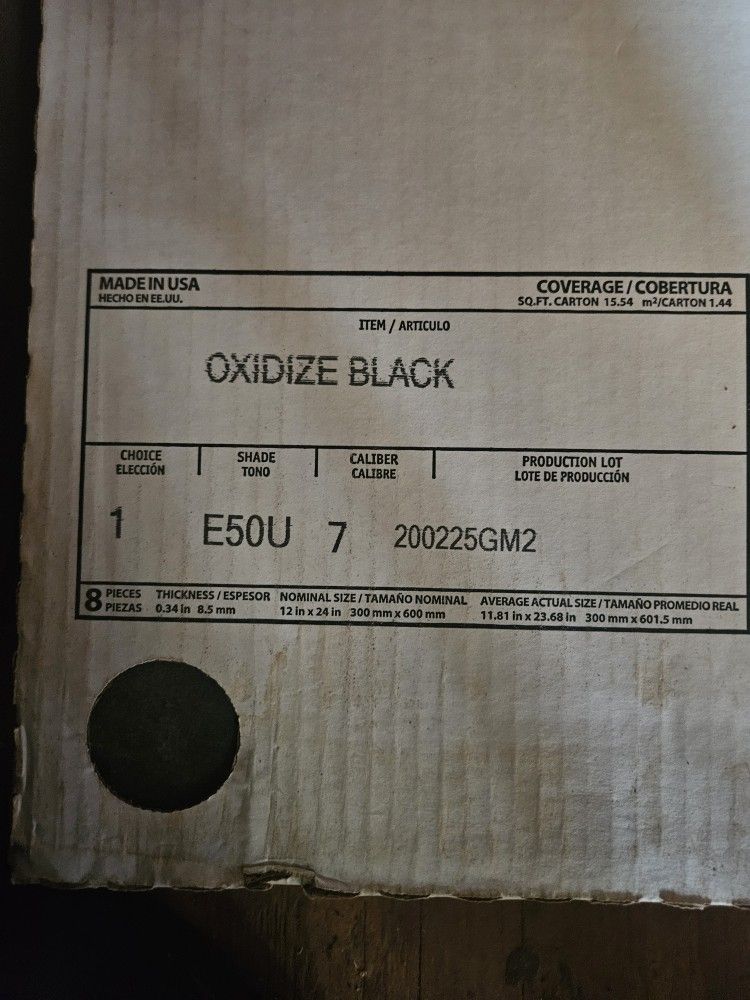 MADE IN USA
HECHO EN EE.UU.
COVERAGE / COBERTURA
SQ.FT. CARTON 15.54 m²/CARTON 1.44
ITEM / ARTICULO
OXIDIZE BLACK
CHOICE
ELECCIÓN
SHADE
TONO
CALIBER
CALIBRE
PRODUCTION LOT
LOTE DE PRODUCCIÓN
1 E50U 7 200225GM2
8 PIECES
PIEZAS
THICKNESS / ESPESOR
0.34 in 8.5 mm
NOMINAL SIZE / TAMAÑO NOMINAL
12 in x 24 in 300 mm x 600 mm
AVERAGE ACTUAL SIZE / TAMAÑO PROMEDIO REAL
11.81 in x 23.68 in 300 mm x 601.5 mm